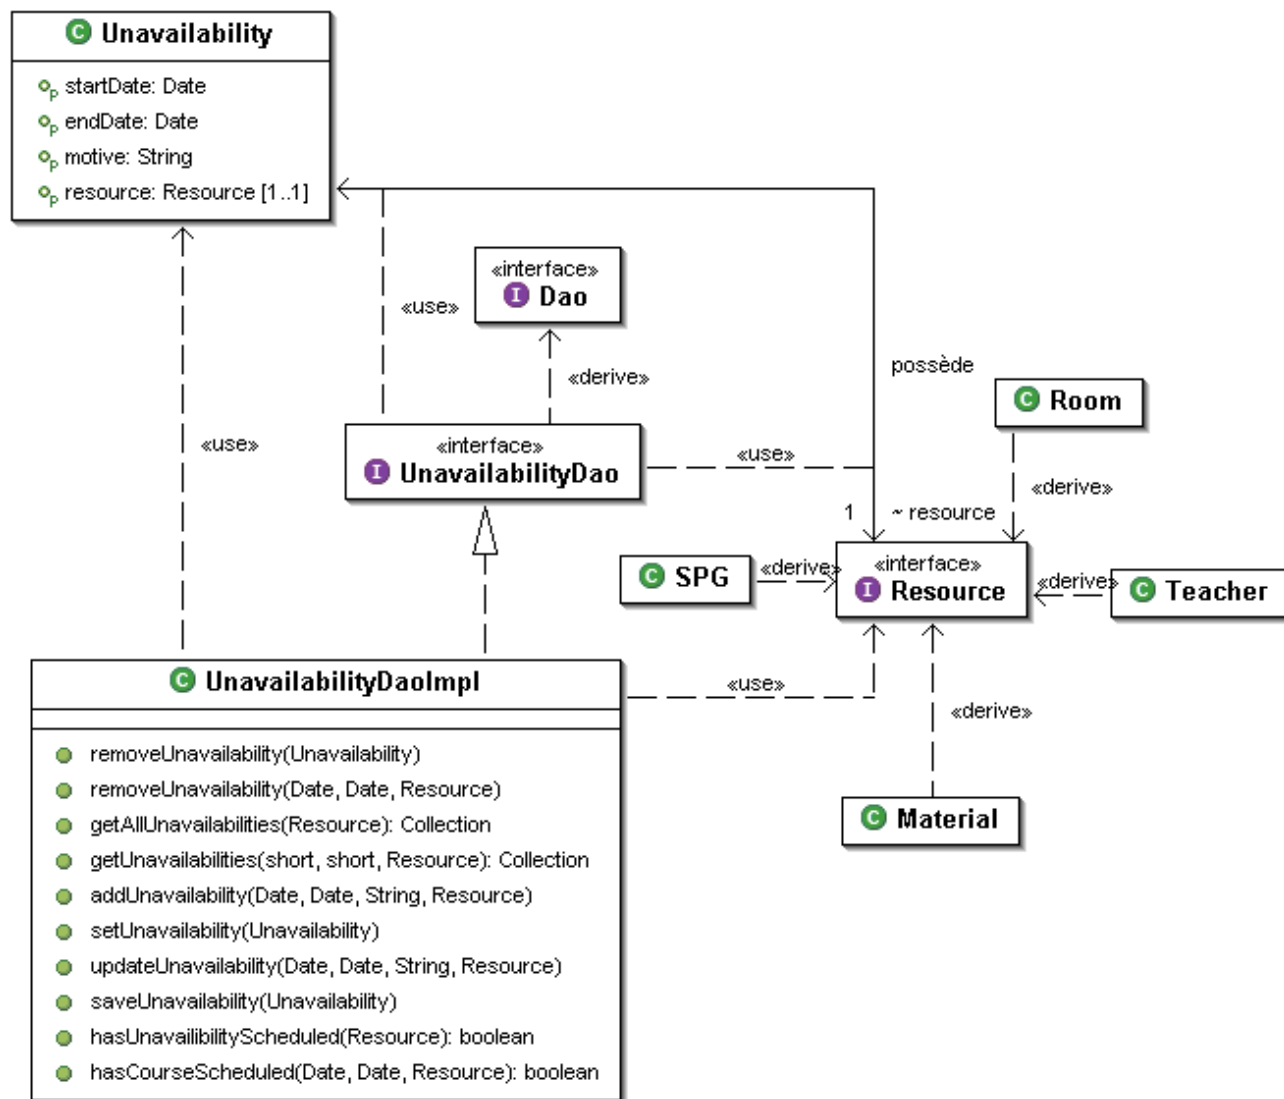 C Unavailability
startDate: Date
endDate: Date
motive: String
resource: Resource [1..1]
«interface»
I Dao
«use»
«derive»
possède
C Room
«use»
«interface»
I UnavailabilityDao
«use»
«derive»
1 ~ resource
C SPG
«derive»
«interface»
I Resource
«derive»
C Teacher
C UnavailabilityDaoImpl
«use»
«derive»
removeUnavailability(Unavailability)
removeUnavailability(Date, Date, Resource)
getAllUnavailabilities(Resource): Collection
getUnavailabilities(short, short, Resource): Collection
addUnavailability(Date, Date, String, Resource)
setUnavailability(Unavailability)
updateUnavailability(Date, Date, String, Resource)
saveUnavailability(Unavailability)
hasUnavailibilityScheduled(Resource): boolean
hasCourseScheduled(Date, Date, Resource): boolean
C Material